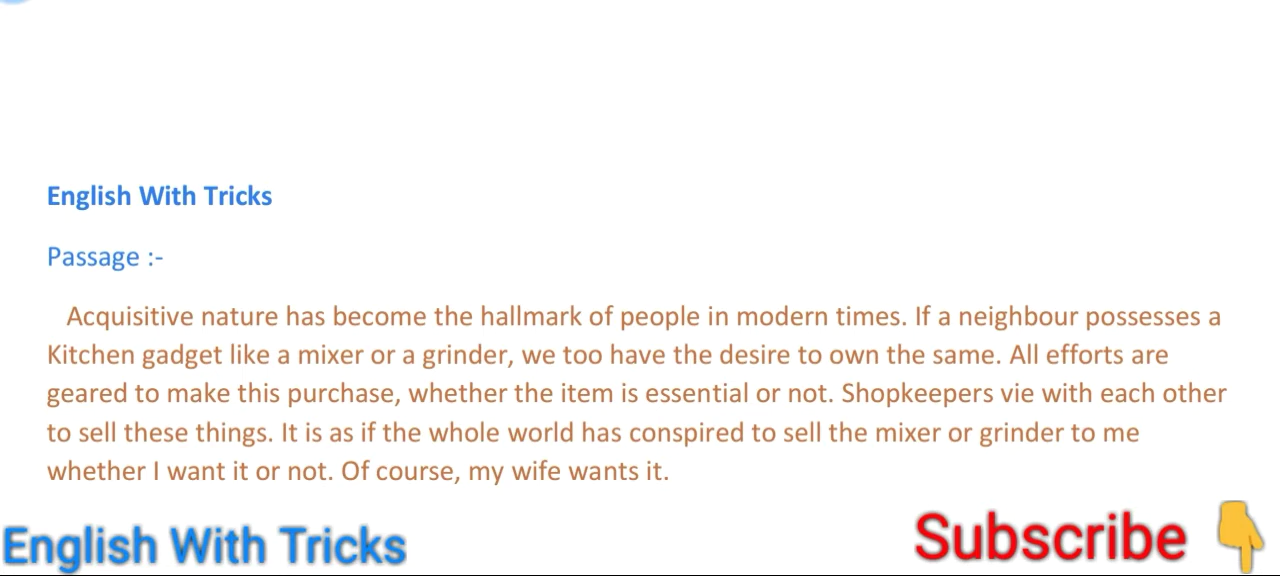 English With Tricks
Passage :-
Acquisitive nature has become the hallmark of people in modern times. If a neighbour possesses a
Kitchen gadget like a mixer or a grinder, we too have the desire to own the same. All efforts are
geared to make this purchase, whether the item is essential or not. Shopkeepers vie with each other
to sell these things. It is as if the whole world has conspired to sell the mixer or grinder to me
whether I want it or not. Of course, my wife wants it.
English With Tricks
Subscribe